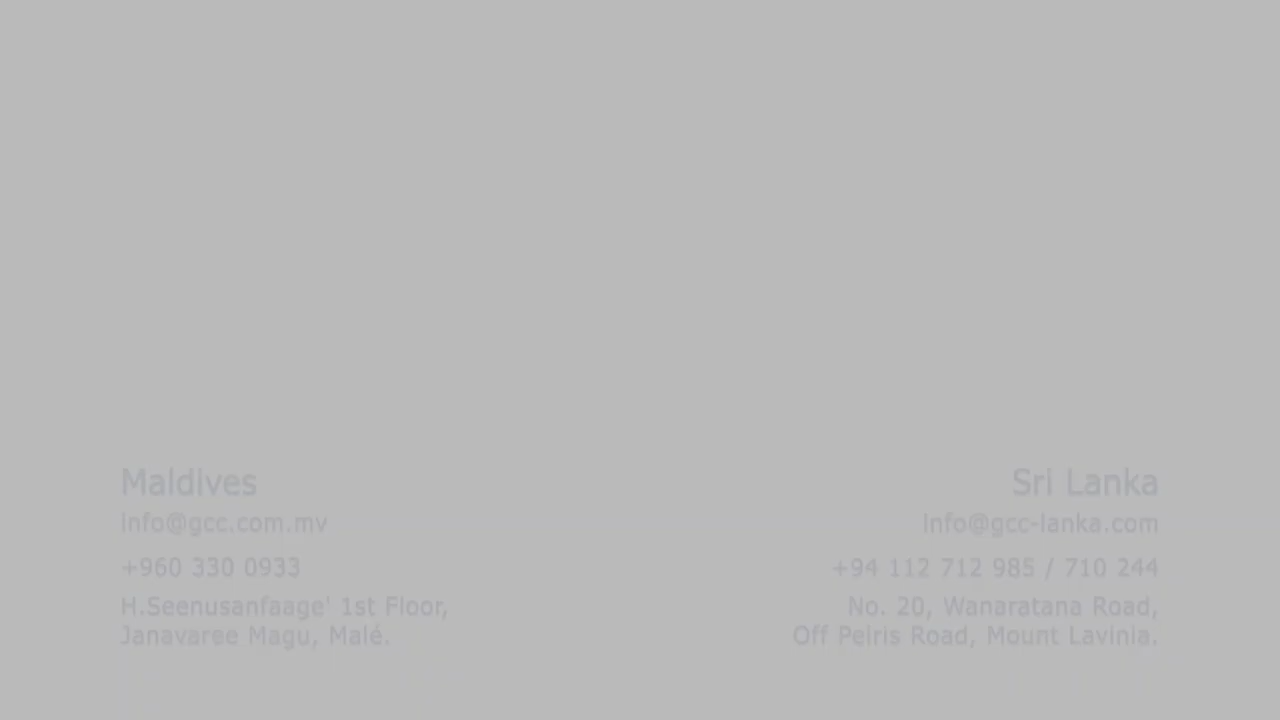 Maldives
info@gcc.com.mv
+960 330 0933
H.Seenusanfaage' 1st Floor,
Janavaree Magu, Malé.
Sri Lanka
info@gcc-lanka.com
+94 112 712 985 / 710 244
No. 20, Wanaratana Road,
Off Peiris Road, Mount Lavinia.